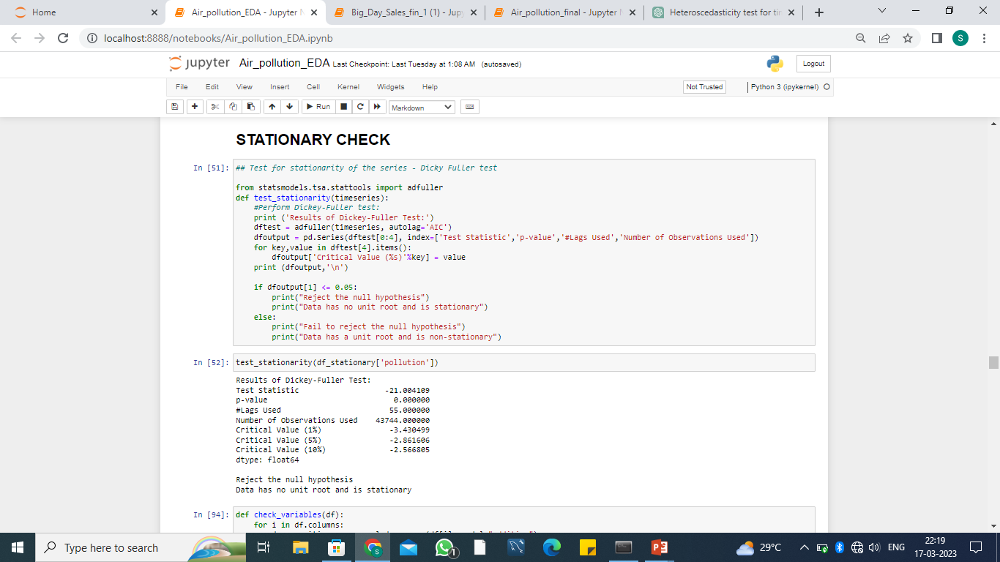 Home
Air_pollution_EDA - Jupyter N
Big_Day_Sales_fin_1 (1) - Jupy
Air_pollution_final - Jupyter
Heteroscedasticity test for tim
localhost:8888/notebooks/Air_pollution_EDA.ipynb
S
jupyter Air_pollution_EDA Last Checkpoint: Last Tuesday at 1:08 AM (autosaved)
Logout
File Edit View Insert Cell Kernel Widgets Help
Not Trusted
Python 3 (ipykernel)
Run
Markdown
STATIONARY CHECK
In [51]:
## Test for stationarity of the series - Dicky Fuller test
from statsmodels.tsa.stattools import adfuller
def test_stationarity(timeseries):
    #Perform Dickey-Fuller test:
    print ('Results of Dickey-Fuller Test:')
    dftest = adfuller(timeseries, autolag='AIC')
    dfoutput = pd.Series(dftest[0:4], index=['Test Statistic','p-value','#Lags Used','Number of Observations Used'])
    for key,value in dftest[4].items():
        dfoutput['Critical Value (%s)'%key] = value
    print (dfoutput,'\n')
    if dfoutput[1] <= 0.05:
        print("Reject the null hypothesis")
        print("Data has no unit root and is stationary")
    else:
        print("Fail to reject the null hypothesis")
        print("Data has a unit root and is non-stationary")
In [52]:
test_stationarity(df_stationary['pollution'])
Results of Dickey-Fuller Test:
Test Statistic -21.004109
p-value 0.000000
#Lags Used 55.000000
Number of Observations Used 43744.000000
Critical Value (1%) -3.430499
Critical Value (5%) -2.861606
Critical Value (10%) -2.566805
dtype: float64
Reject the null hypothesis
Data has no unit root and is stationary
In [94]:
def check_variables(df):
    for i in df.columns:
Type here to search
1
29°C
ENG
22:19
17-03-2023